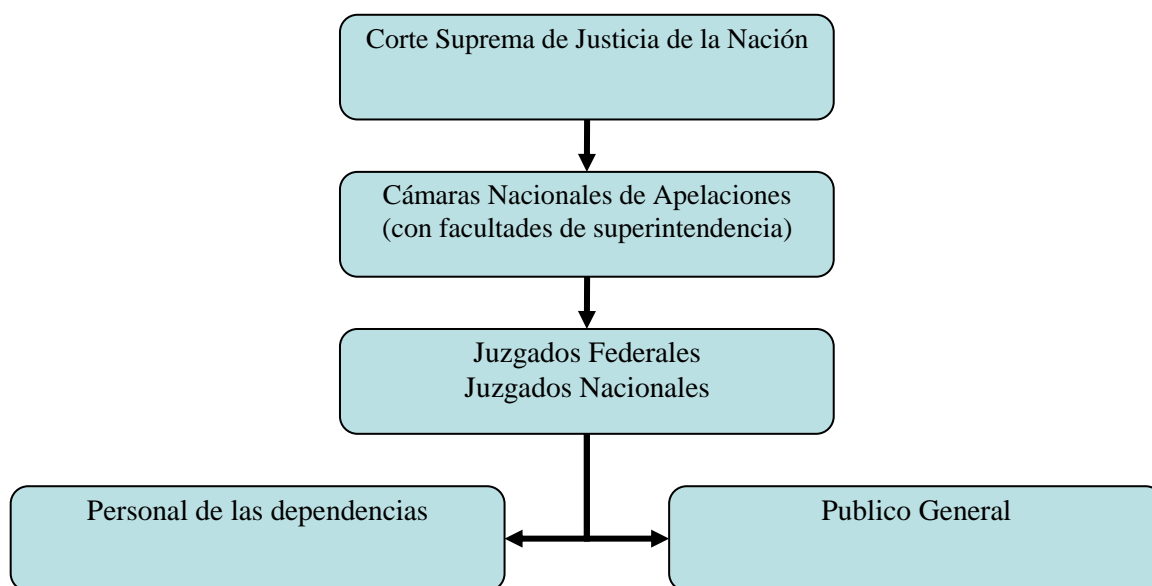 Corte Suprema de Justicia de la Nación
Cámaras Nacionales de Apelaciones
(con facultades de superintendencia)
Juzgados Federales
Juzgados Nacionales
Personal de las dependencias
Publico General